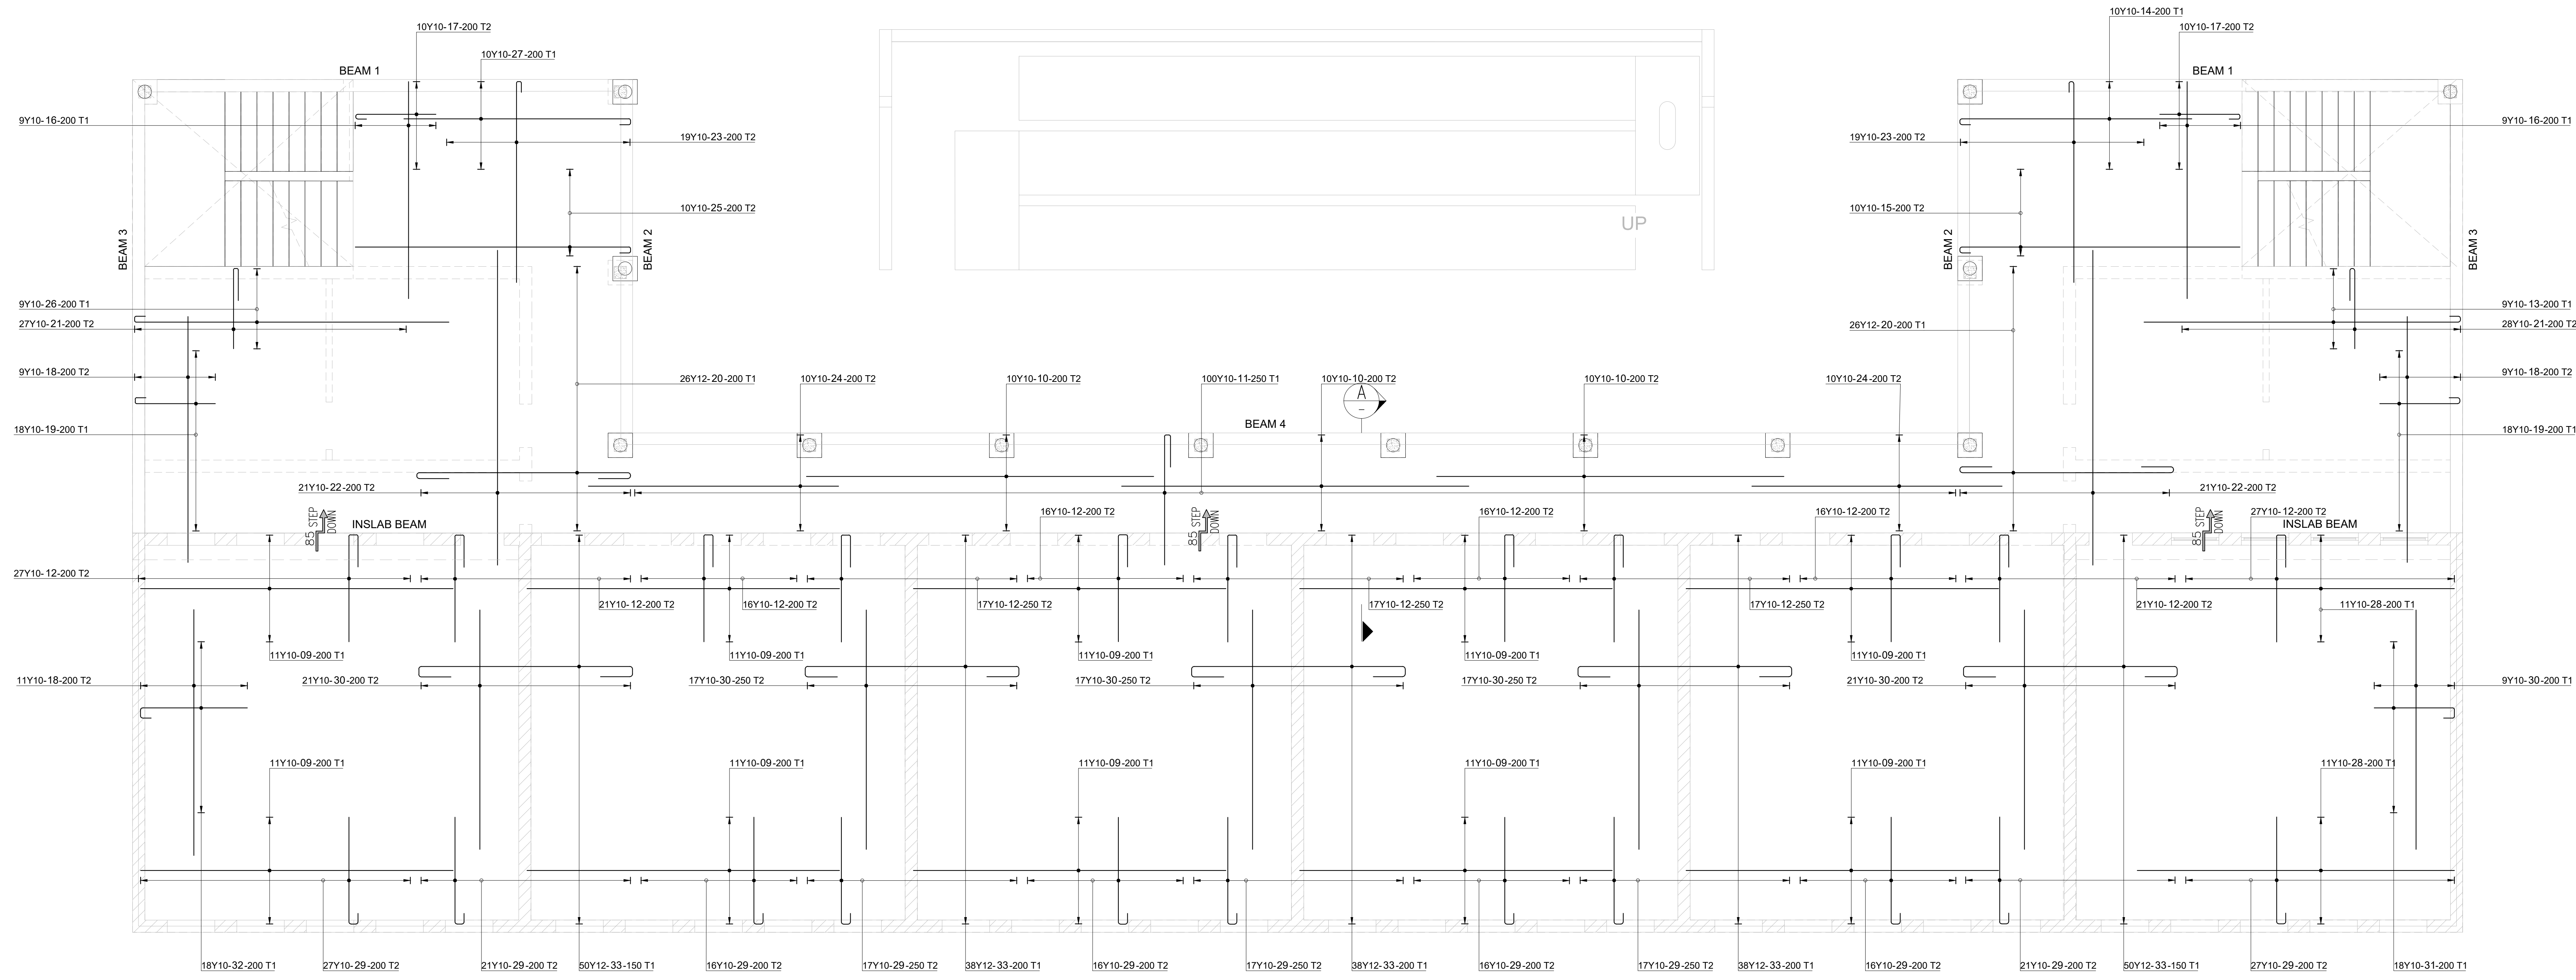 10Y10-14-200 T1
10Y10-17-200 T2
10Y10-17-200 T2
10Y10-27-200 T1
BEAM 1
BEAM 1
9Y10-16-200 T1
9Y10-16-200 T1
19Y10-23-200 T2
19Y10-23-200 T2
10Y10-25-200 T2
10Y10-15-200 T2
UP
BEAM 3
BEAM 2
BEAM 2
BEAM 3
9Y10-26-200 T1
9Y10-13-200 T1
27Y10-21-200 T2
26Y12-20-200 T1
28Y10-21-200 T2
9Y10-18-200 T2
9Y10-18-200 T2
26Y12-20-200 T1
10Y10-24-200 T2
10Y10-10-200 T2
100Y10-11-250 T1
10Y10-10-200 T2
10Y10-10-200 T2
10Y10-24-200 T2
A
-
BEAM 4
18Y10-19-200 T1
18Y10-19-200 T1
21Y10-22-200 T2
21Y10-22-200 T2
16Y10-12-200 T2
16Y10-12-200 T2
16Y10-12-200 T2
27Y10-12-200 T2
INSLAB BEAM
INSLAB BEAM
85 STEP
DOWN
85 STEP
DOWN
85 STEP
DOWN
27Y10-12-200 T2
21Y10-12-200 T2
16Y10-12-200 T2
17Y10-12-250 T2
17Y10-12-250 T2
17Y10-12-250 T2
21Y10-12-200 T2
11Y10-28-200 T1
11Y10-09-200 T1
11Y10-09-200 T1
11Y10-09-200 T1
11Y10-09-200 T1
11Y10-09-200 T1
11Y10-18-200 T2
21Y10-30-200 T2
17Y10-30-250 T2
17Y10-30-250 T2
17Y10-30-250 T2
21Y10-30-200 T2
9Y10-30-200 T1
11Y10-09-200 T1
11Y10-09-200 T1
11Y10-09-200 T1
11Y10-09-200 T1
11Y10-09-200 T1
11Y10-28-200 T1
18Y10-32-200 T1
27Y10-29-200 T2
21Y10-29-200 T2
50Y12-33-150 T1
16Y10-29-200 T2
17Y10-29-250 T2
38Y12-33-200 T1
16Y10-29-200 T2
17Y10-29-250 T2
38Y12-33-200 T1
16Y10-29-200 T2
17Y10-29-250 T2
38Y12-33-200 T1
16Y10-29-200 T2
21Y10-29-200 T2
50Y12-33-150 T1
27Y10-29-200 T2
18Y10-31-200 T1